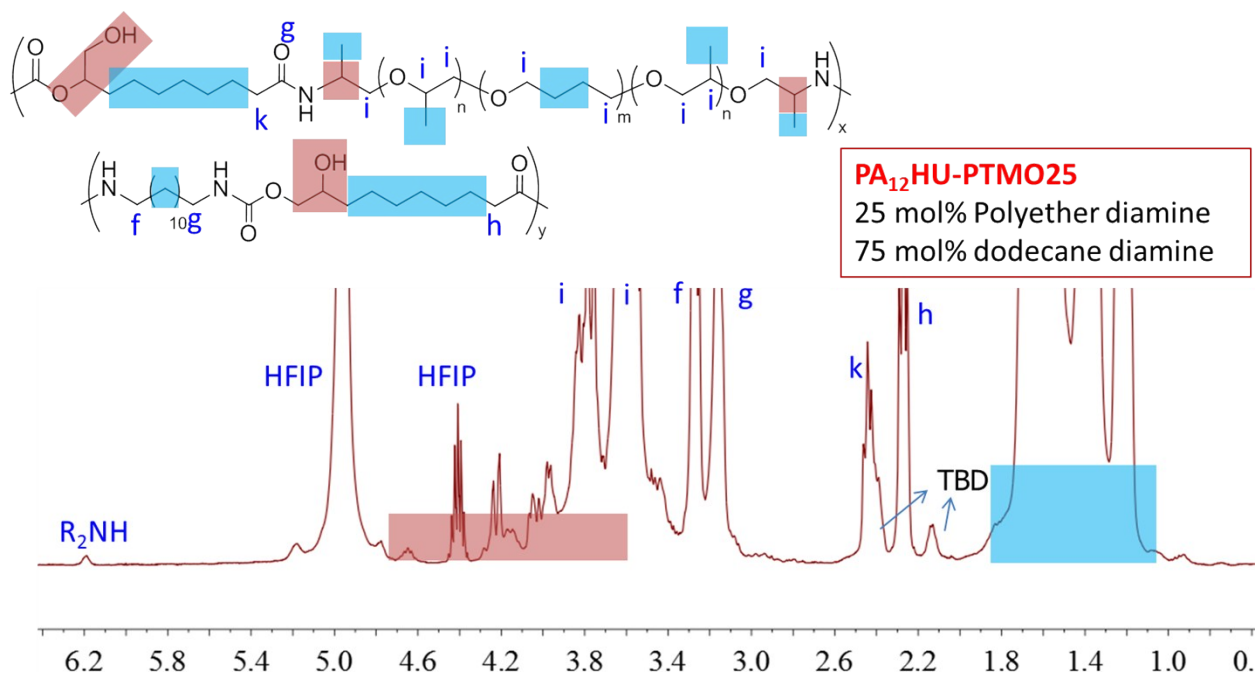 OH
O
g
O
O
N
H
i
O
i
i
n
O
i
i
m
O
i
i
n
O
i
NH
x
k
H
N
f
10
g
H
N
O
O
OH
O
h
y
PA₁₂HU-PTMO25
25 mol% Polyether diamine
75 mol% dodecane diamine
i
i
f
g
h
k
HFIP
HFIP
TBD
R₂NH
6.2 5.8 5.4 5.0 4.6 4.2 3.8 3.4 3.0 2.6 2.2 1.8 1.4 1.0 0.